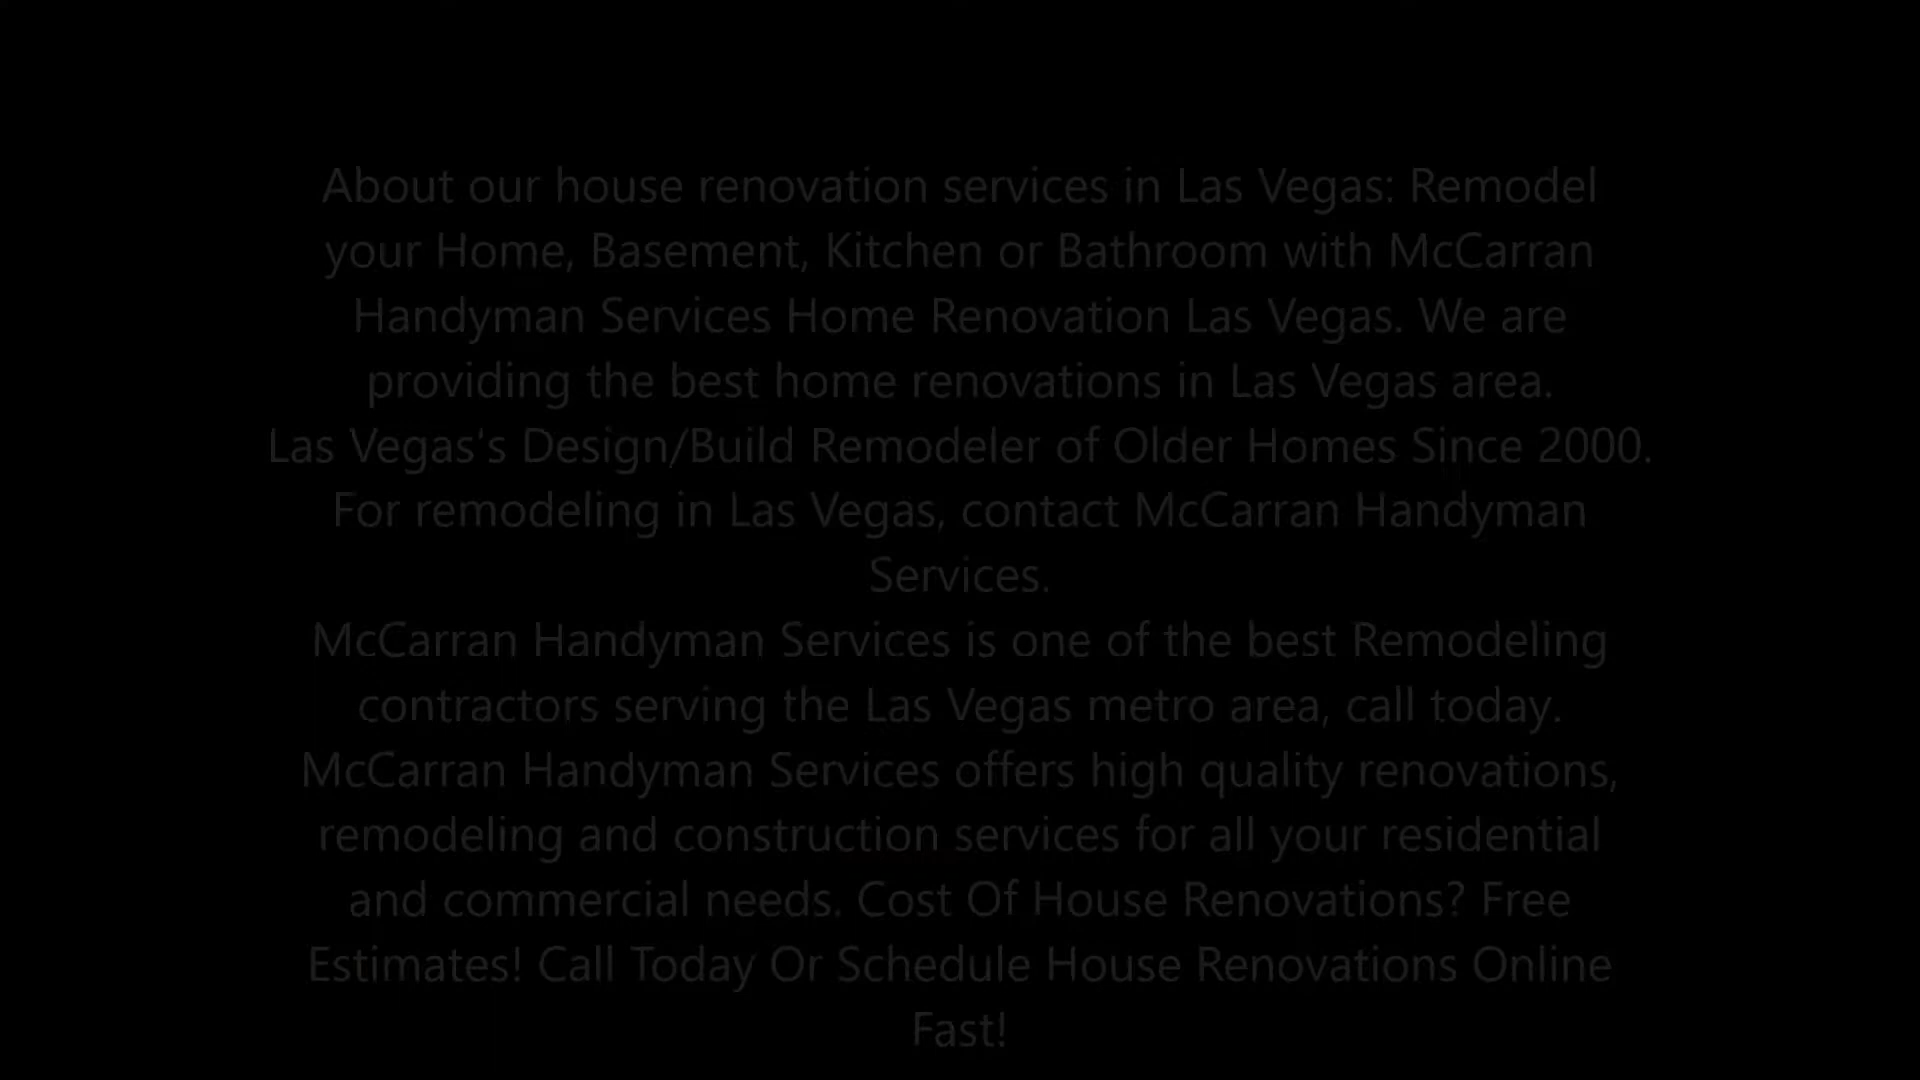 About our house renovation services in Las Vegas: Remodel
your Home, Basement, Kitchen or Bathroom with McCarran
Handyman Services Home Renovation Las Vegas. We are
providing the best home renovations in Las Vegas area.
Las Vegas's Design/Build Remodeler of Older Homes Since 2000.
For remodeling in Las Vegas, contact McCarran Handyman
Services.
McCarran Handyman Services is one of the best Remodeling
contractors serving the Las Vegas metro area, call today.
McCarran Handyman Services offers high quality renovations,
remodeling and construction services for all your residential
and commercial needs. Cost Of House Renovations? Free
Estimates! Call Today Or Schedule House Renovations Online
Fast!